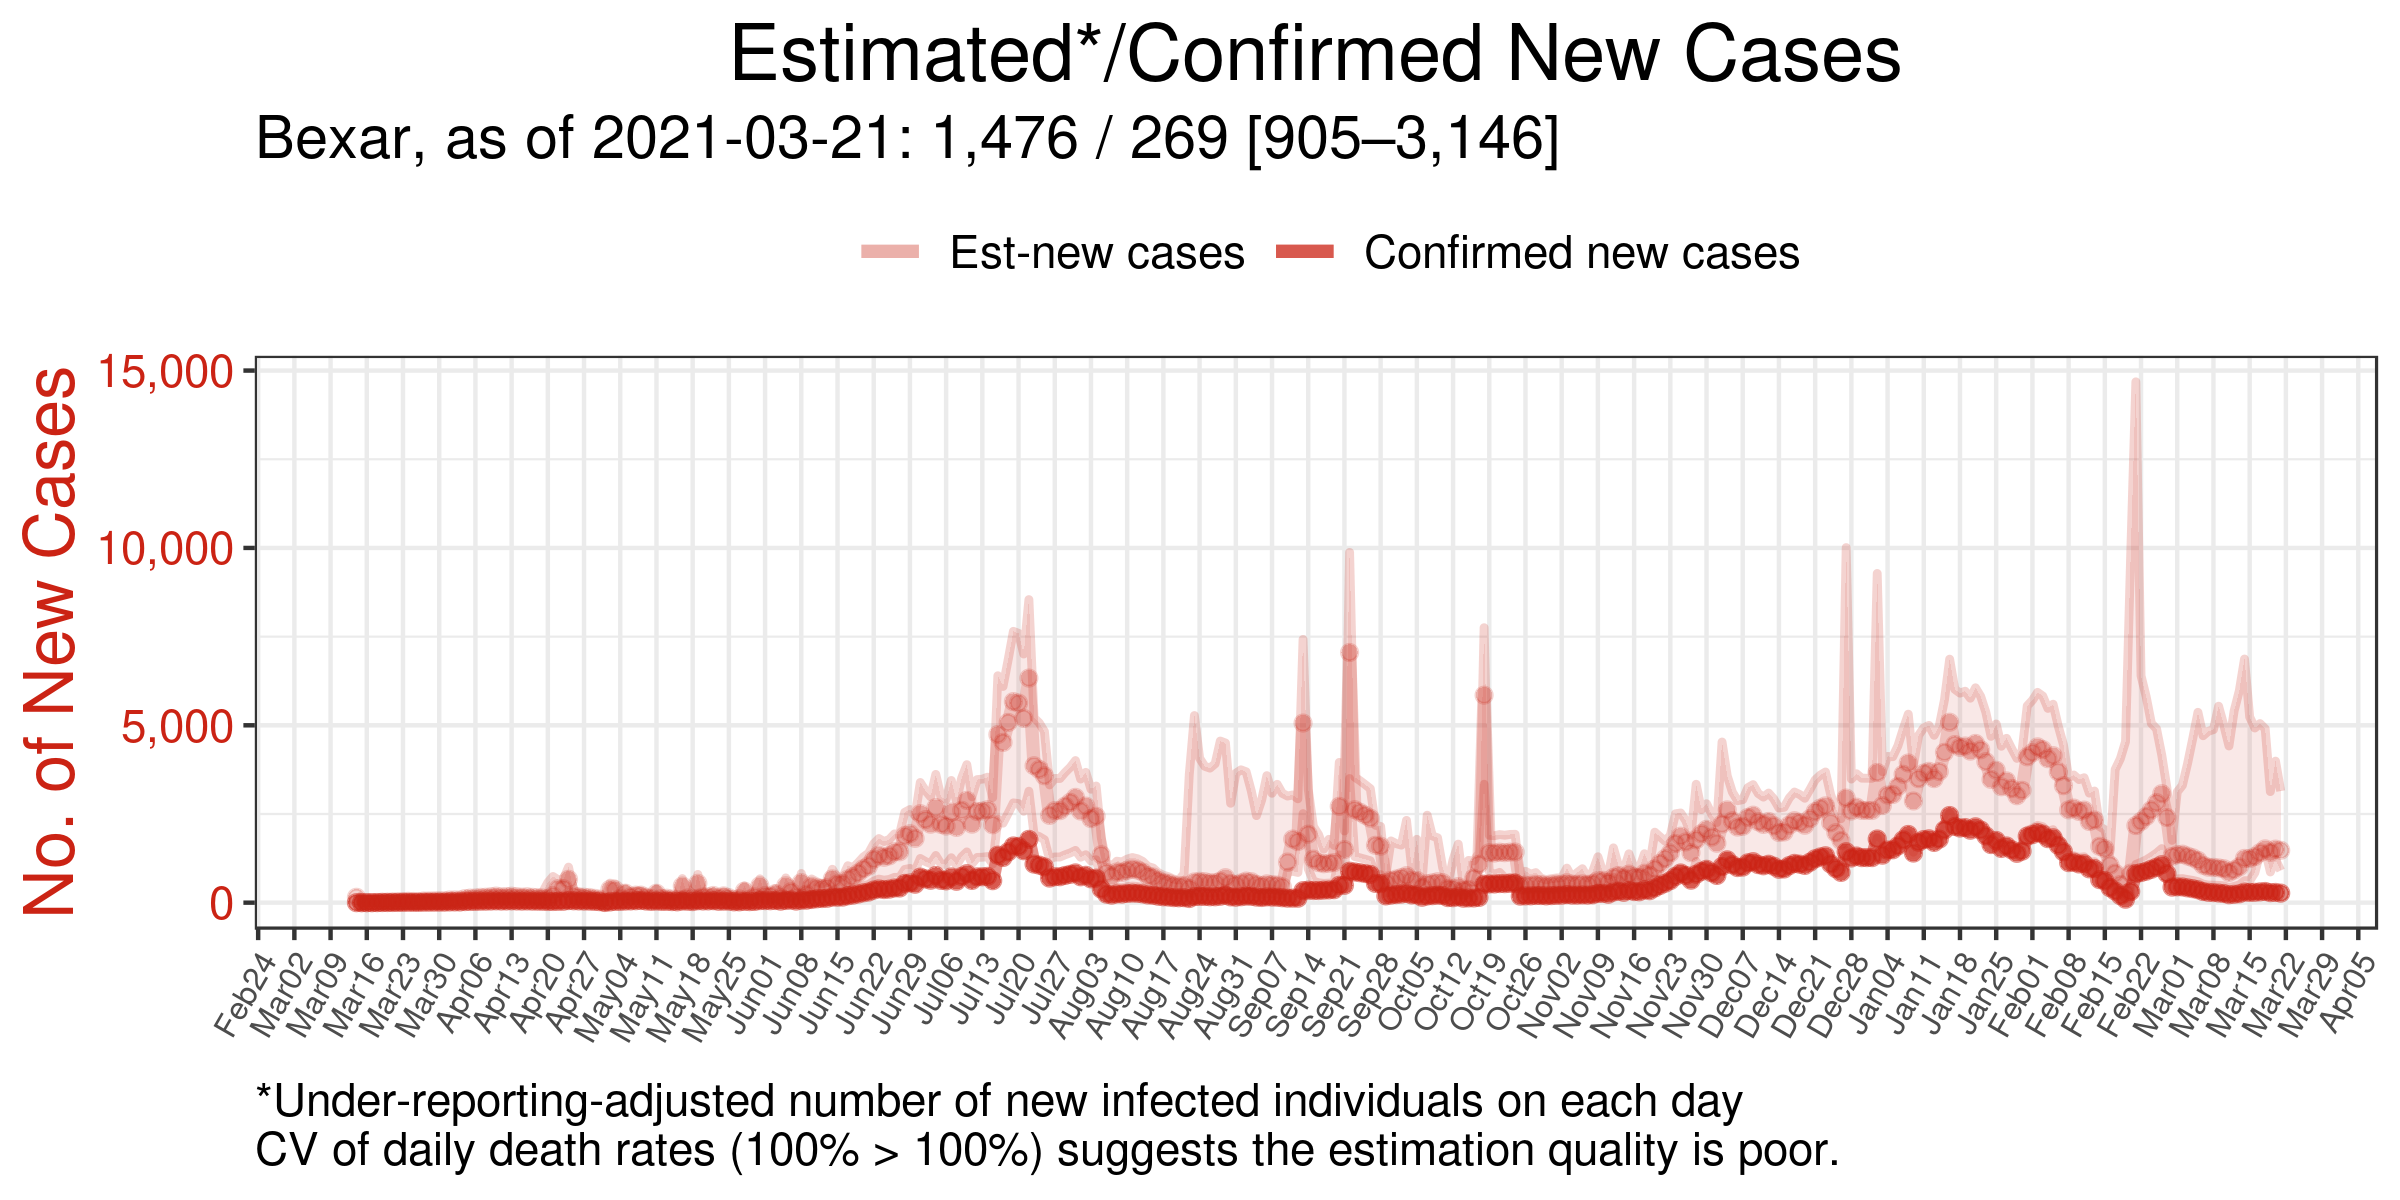 Estimated*/Confirmed New Cases
Bexar, as of 2021-03-21: 1,476 / 269 [905–3,146]
Est-new cases Confirmed new cases
No. of New Cases
15,000
10,000
5,000
0
Feb24 Mar02 Mar09 Mar16 Mar23 Mar30 Apr06 Apr13 Apr20 Apr27 May04 May11 May18 May25 Jun01 Jun08 Jun15 Jun22 Jun29 Jul06 Jul13 Jul20 Jul27 Aug03 Aug10 Aug17 Aug24 Aug31 Sep07 Sep14 Sep21 Sep28 Oct05 Oct12 Oct19 Oct26 Nov02 Nov09 Nov16 Nov23 Nov30 Dec07 Dec14 Dec21 Dec28 Jan04 Jan11 Jan18 Jan25 Feb01 Feb08 Feb15 Feb22 Mar01 Mar08 Mar15 Mar22 Mar29 Apr05
*Under-reporting-adjusted number of new infected individuals on each day
CV of daily death rates (100% > 100%) suggests the estimation quality is poor.